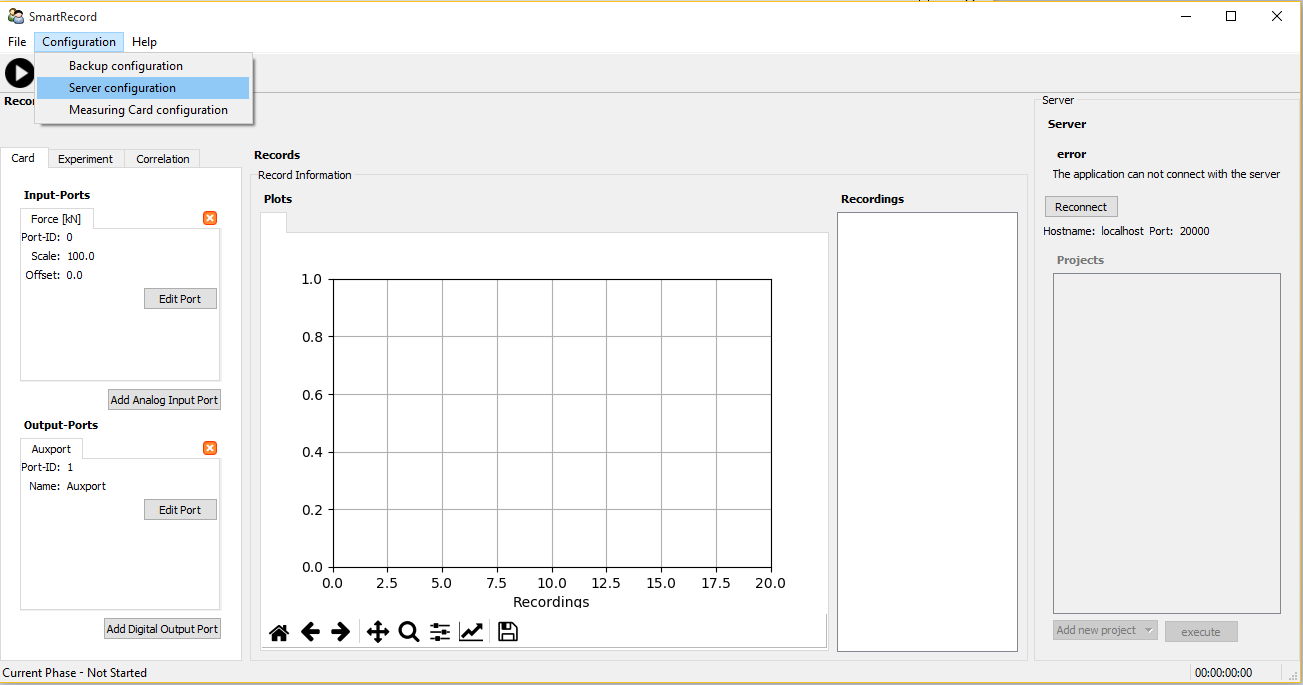 SmartRecord
File Configuration Help
Backup configuration
Server configuration
Measuring Card configuration
Card Experiment Correlation
Input-Ports
Force [kN]
Port-ID: 0
Scale: 100.0
Offset: 0.0
Edit Port
Add Analog Input Port
Output-Ports
Auxport
Port-ID: 1
Name: Auxport
Edit Port
Add Digital Output Port
Records
Record Information
Plots
1.0
0.8
0.6
0.4
0.2
0.0
0.0 2.5 5.0 7.5 10.0 12.5 15.0 17.5 20.0
Recordings
Recordings
Server
Server
error
The application can not connect with the server
Reconnect
Hostname: localhost Port: 20000
Projects
Add new project execute
Current Phase - Not Started
00:00:00:00